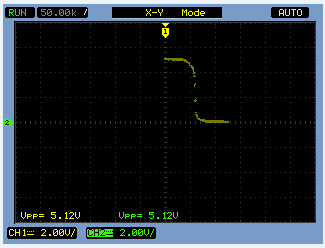 RUN 50.00k / X-Y Mode AUTO
1
2
Vpp= 5.12V Vpp= 5.12V
CH1 2.00V/ CH2 2.00V/